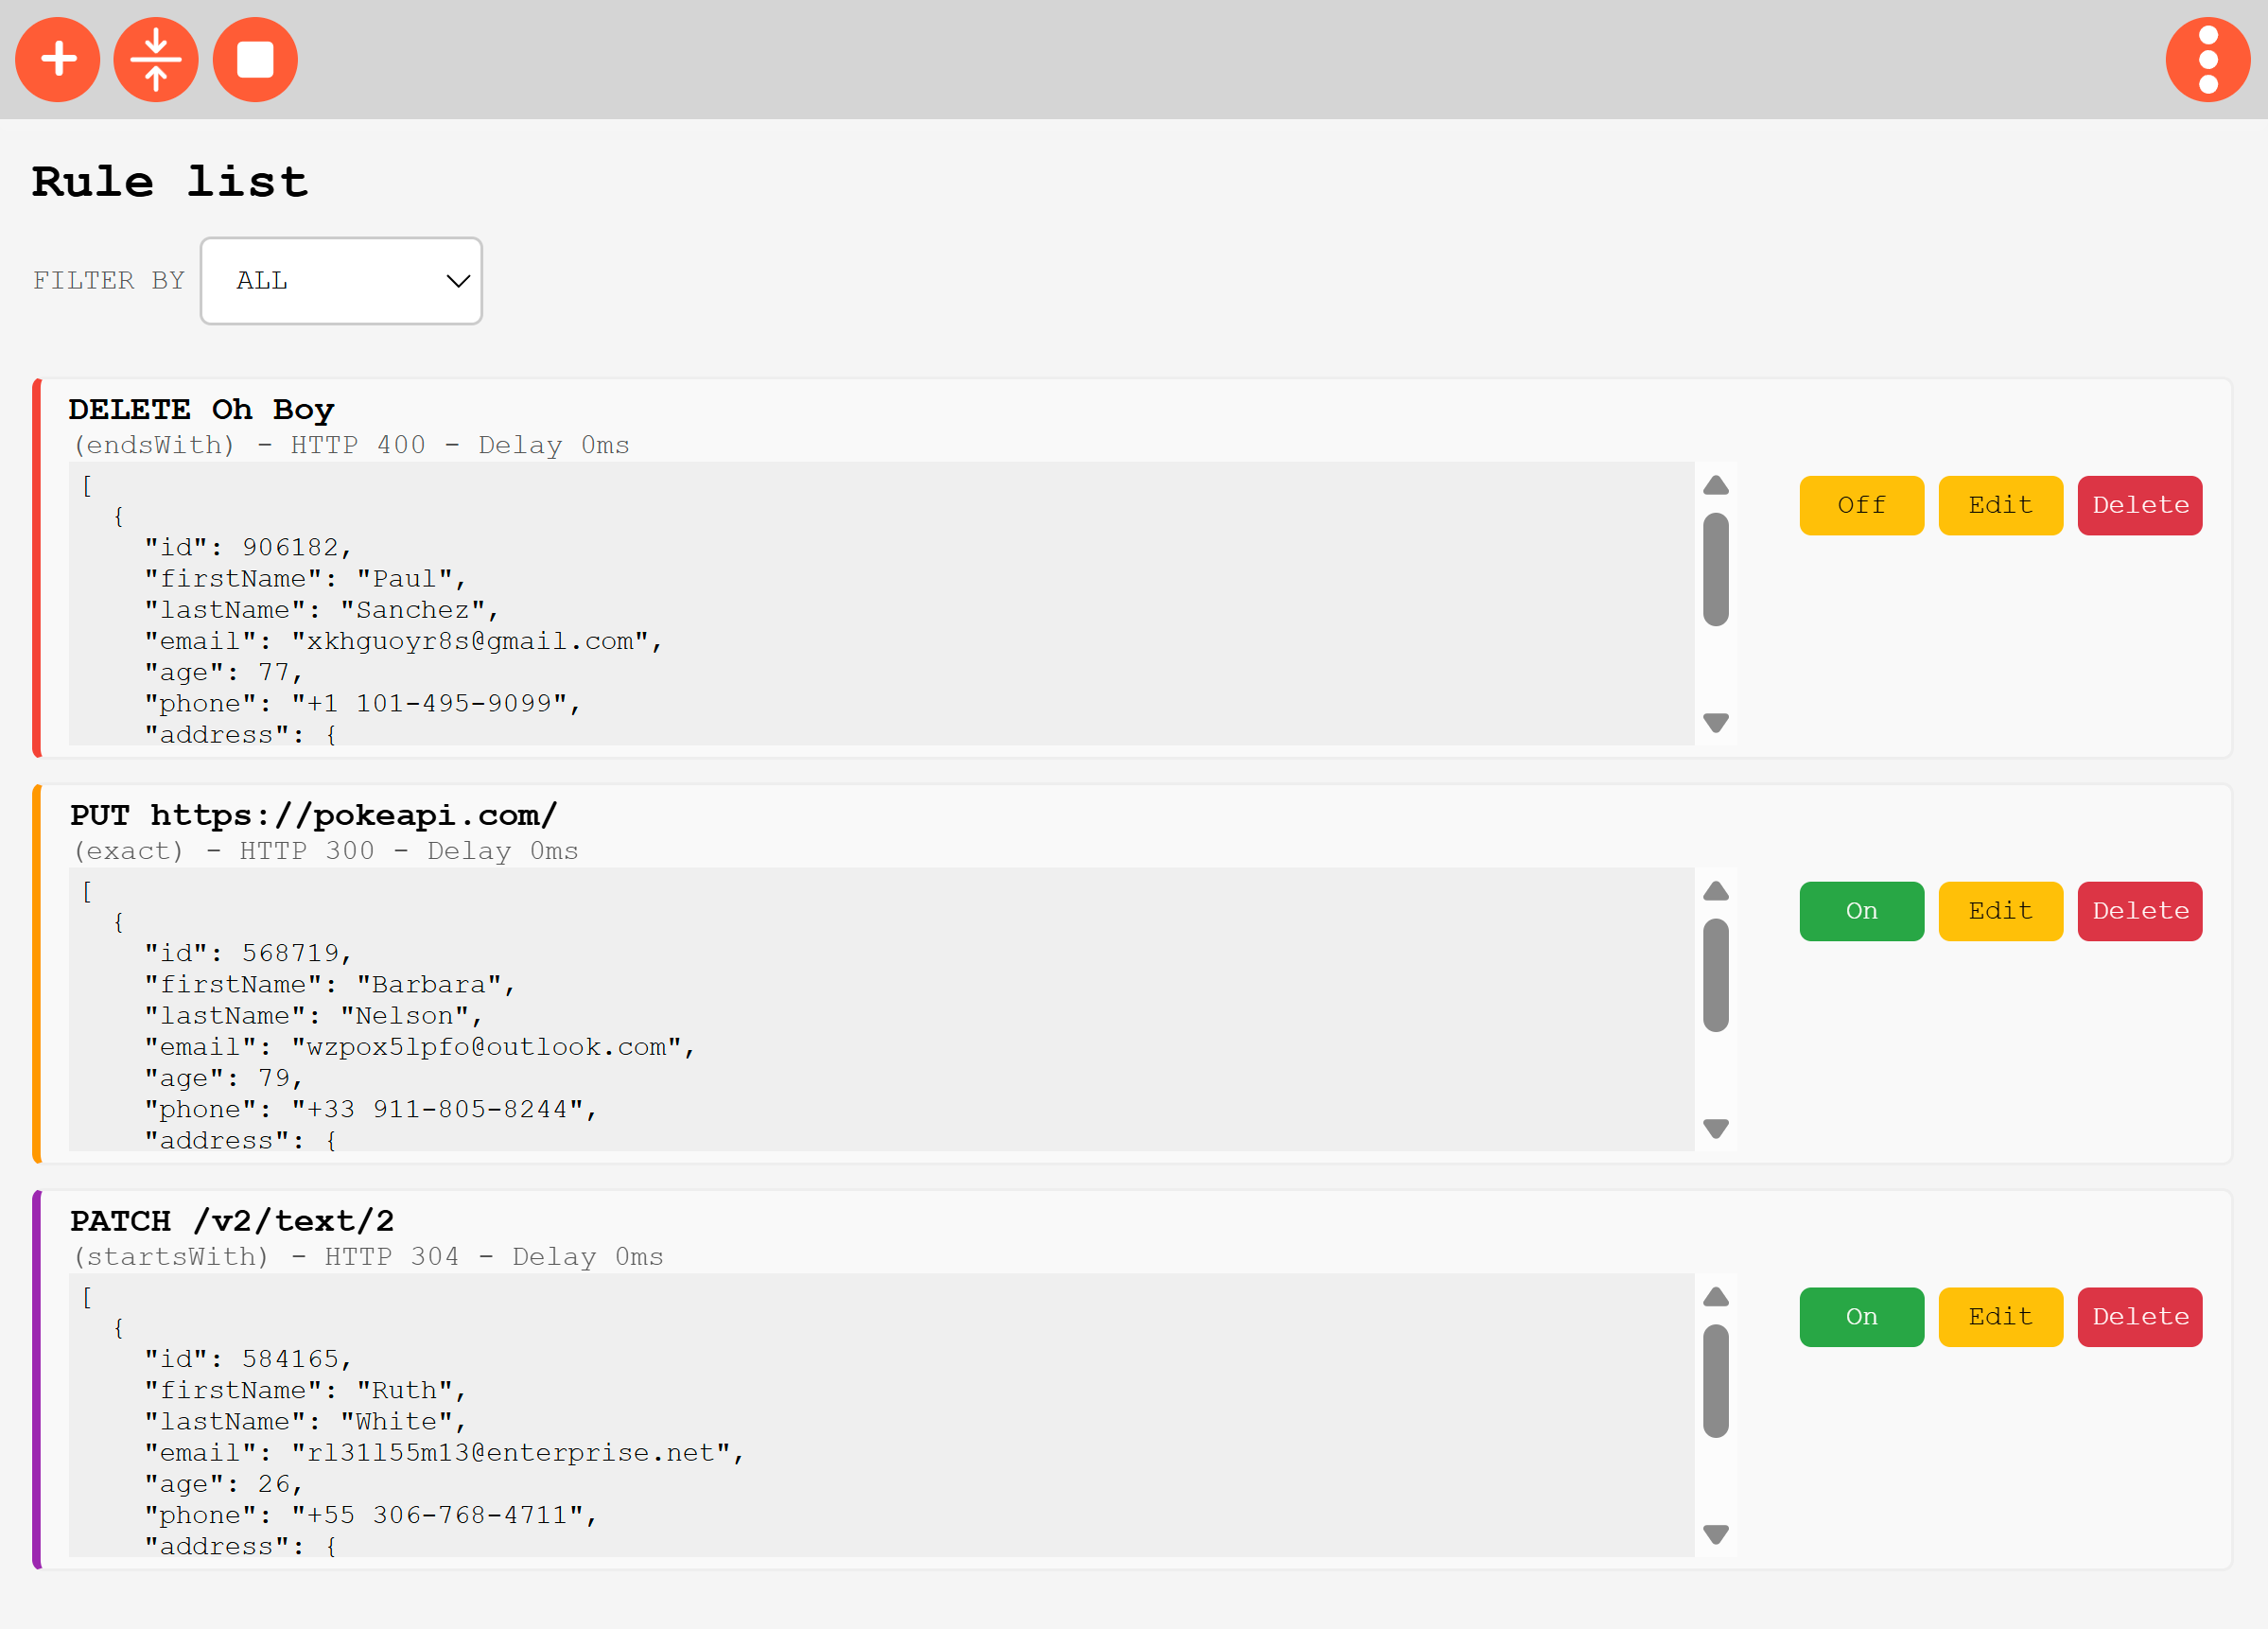 Rule list
FILTER BY ALL
DELETE Oh Boy
(endsWith) - HTTP 400 - Delay 0ms
[
  {
    "id": 906182,
    "firstName": "Paul",
    "lastName": "Sanchez",
    "email": "xkhguoyr8s@gmail.com",
    "age": 77,
    "phone": "+1 101-495-9099",
    "address": {
Off Edit Delete
PUT https://pokeapi.com/
(exact) - HTTP 300 - Delay 0ms
[
  {
    "id": 568719,
    "firstName": "Barbara",
    "lastName": "Nelson",
    "email": "wzpox5lpfo@outlook.com",
    "age": 79,
    "phone": "+33 911-805-8244",
    "address": {
On Edit Delete
PATCH /v2/text/2
(startsWith) - HTTP 304 - Delay 0ms
[
  {
    "id": 584165,
    "firstName": "Ruth",
    "lastName": "White",
    "email": "rl31l55m13@enterprise.net",
    "age": 26,
    "phone": "+55 306-768-4711",
    "address": {
On Edit Delete